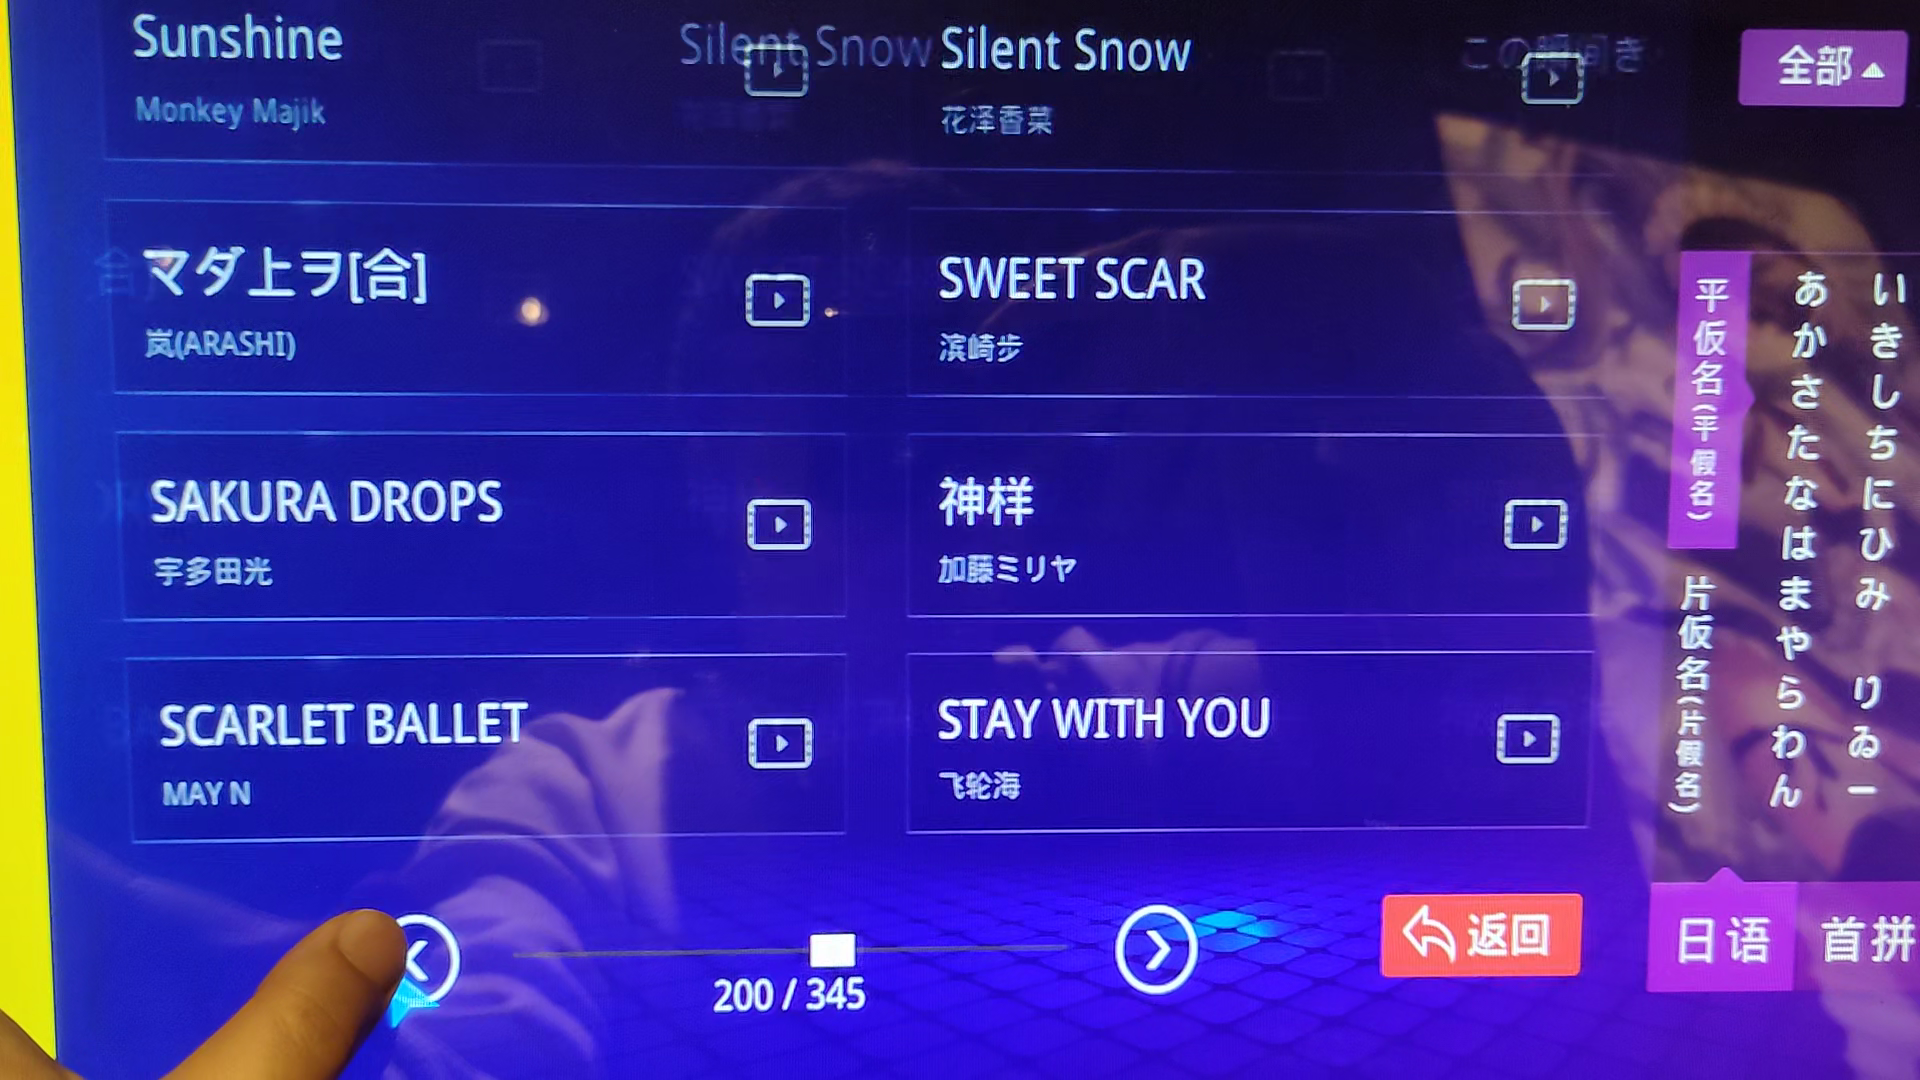 Sunshine
Monkey Majik
Silent Snow
Silent Snow
花泽香菜
全部
マダ上ヲ[合]
岚(ARASHI)
SWEET SCAR
滨崎步
SAKURA DROPS
宇多田光
神样
加藤ミリヤ
SCARLET BALLET
MAY N
STAY WITH YOU
飞轮海
平仮名(平假名)
片仮名(片假名)
あかさたなはまやらわん
いきしちにひみ りゐー
200 / 345
返回
日语
首拼